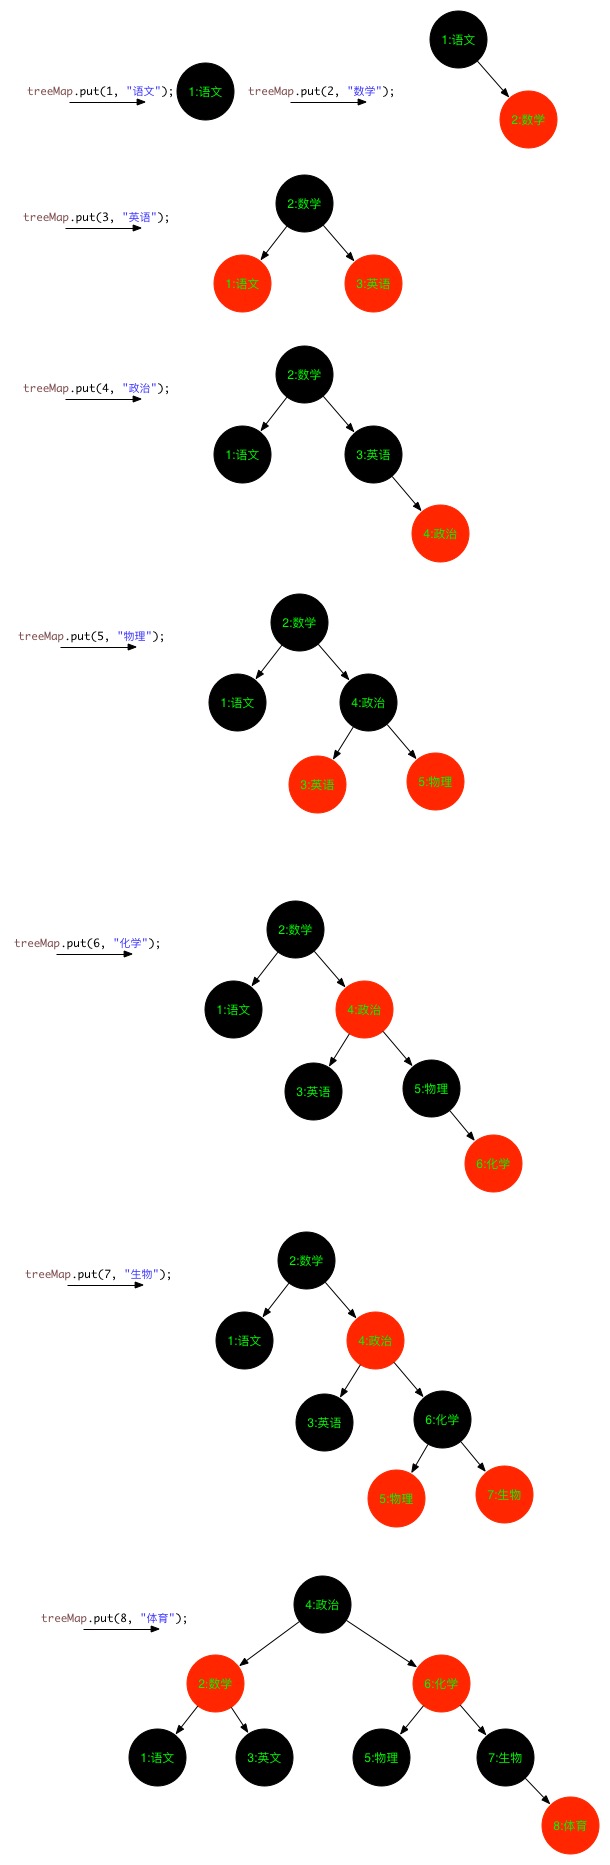 treeMap.put(1, "语文");
1:语文
treeMap.put(2, "数学");
1:语文
2:数学
treeMap.put(3, "英语");
2:数学
1:语文
3:英语
treeMap.put(4, "政治");
2:数学
1:语文
3:英语
4:政治
treeMap.put(5, "物理");
2:数学
1:语文
4:政治
3:英语
5:物理
treeMap.put(6, "化学");
2:数学
1:语文
4:政治
3:英语
5:物理
6:化学
treeMap.put(7, "生物");
2:数学
1:语文
4:政治
3:英语
6:化学
5:物理
7:生物
treeMap.put(8, "体育");
4:政治
2:数学
6:化学
1:语文
3:英文
5:物理
7:生物
8:体育